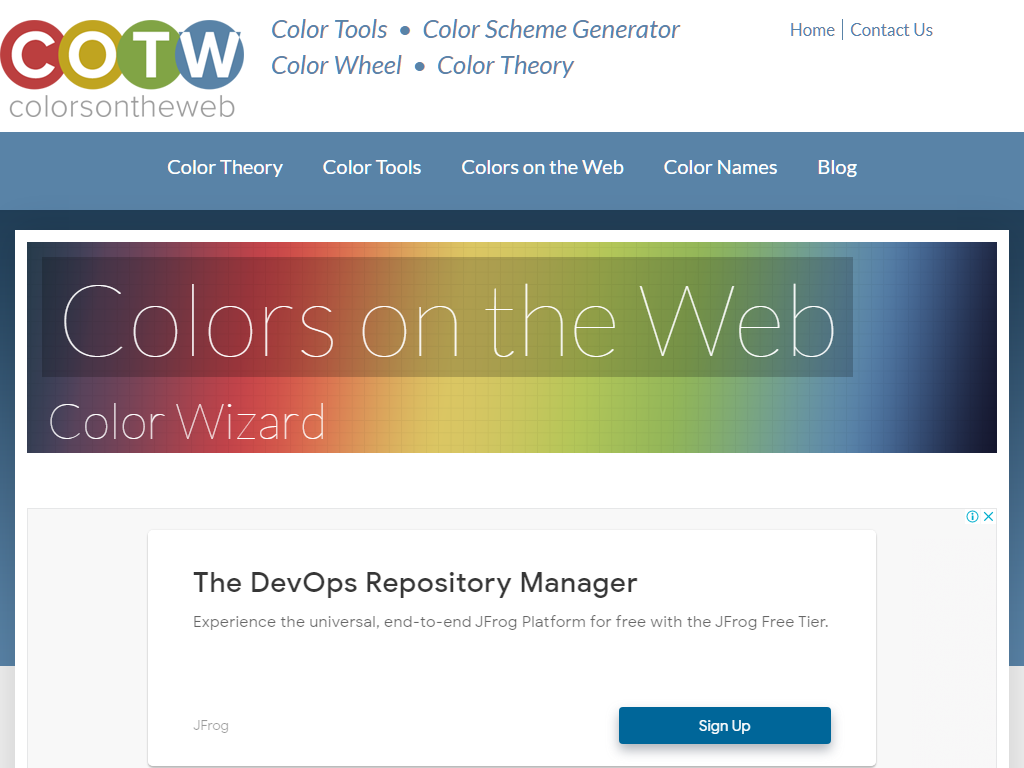 COTW
colorsontheweb
Color Tools • Color Scheme Generator
Color Wheel • Color Theory
Home | Contact Us
Color Theory Color Tools Colors on the Web Color Names Blog
Colors on the Web
Color Wizard
The DevOps Repository Manager
Experience the universal, end-to-end JFrog Platform for free with the JFrog Free Tier.
JFrog
Sign Up